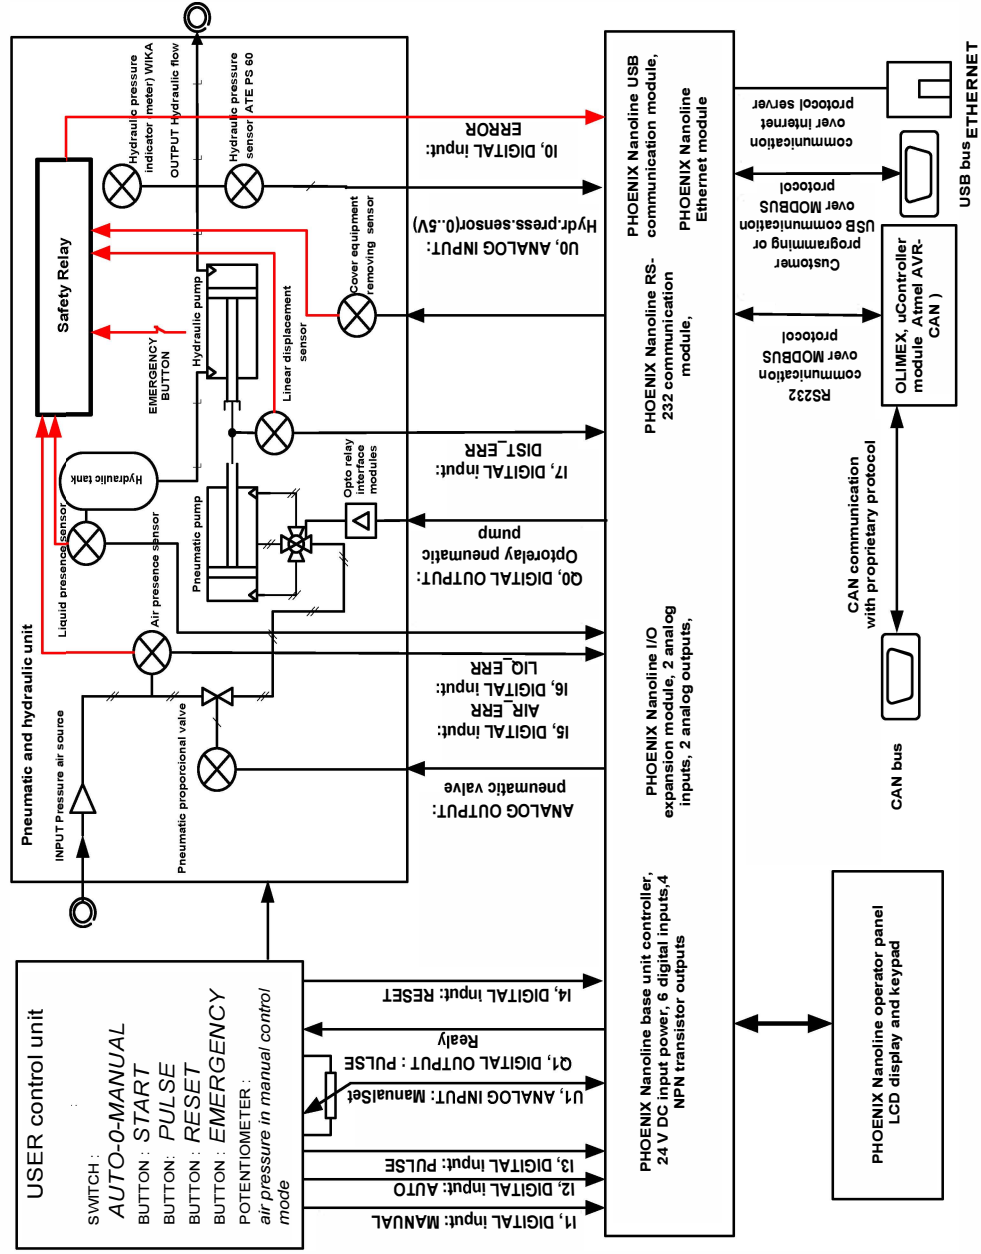 USER control unit
SWITCH :
AUTO-0-MANUAL
BUTTON : START
BUTTON: PULSE
BUTTON : RESET
BUTTON : EMERGENCY
POTENTIOMETER :
air pressure in manual control
mode
Pneumatic and hydraulic unit
INPUT Pressure air source
Pneumatic proporcional valve
Air presence sensor
Liquid presence sensor
Hydraulic tank
Pneumatic pump
Opto relay
interface
modules
Safety Relay
EMERGENCY
BUTTON
Hydraulic pump
Linear displacement
sensor
Cover equipment
removing sensor
Hydraulic pressure
indicator (meter) WIKA
OUTPUT Hydraulic flow
Hydraulic pressure
sensor ATE PS 60
I1, DIGITAL input: MANUAL
I2, DIGITAL input: AUTO
I3, DIGITAL input: PULSE
U1, ANALOG INPUT: ManualSet
Q1, DIGITAL OUTPUT : PULSE
Realy
I4, DIGITAL input: RESET
ANALOG OUTPUT:
pneumatic valve
I5, DIGITAL input:
AIR_ERR
I6, DIGITAL input:
LIQ_ERR
Q0, DIGITAL OUTPUT:
Optorelay pneumatic
pump
I7, DIGITAL input:
DIST_ERR
U0, ANALOG INPUT:
Hydr.press.sensor(0..5V)
I0, DIGITAL input:
ERROR
PHOENIX Nanoline base unit controller,
24 V DC input power, 6 digital inputs,4
NPN transistor outputs
PHOENIX Nanoline I/O
expansion module, 2 analog
inputs, 2 analog outputs,
PHOENIX Nanoline RS-
232 communication
module,
PHOENIX Nanoline USB
communication module,
PHOENIX Nanoline
Ethernet module
PHOENIX Nanoline operator panel
LCD display and keypad
CAN bus
CAN communication
with proprietary protocol
OLIMEX, uController
module Atmel AVR-
CAN )
RS232
communication
over MODBUS
protocol
Customer
programming or
USB communication
over MODBUS
protocol
USB bus
communication
over internet
protocol server
ETHERNET